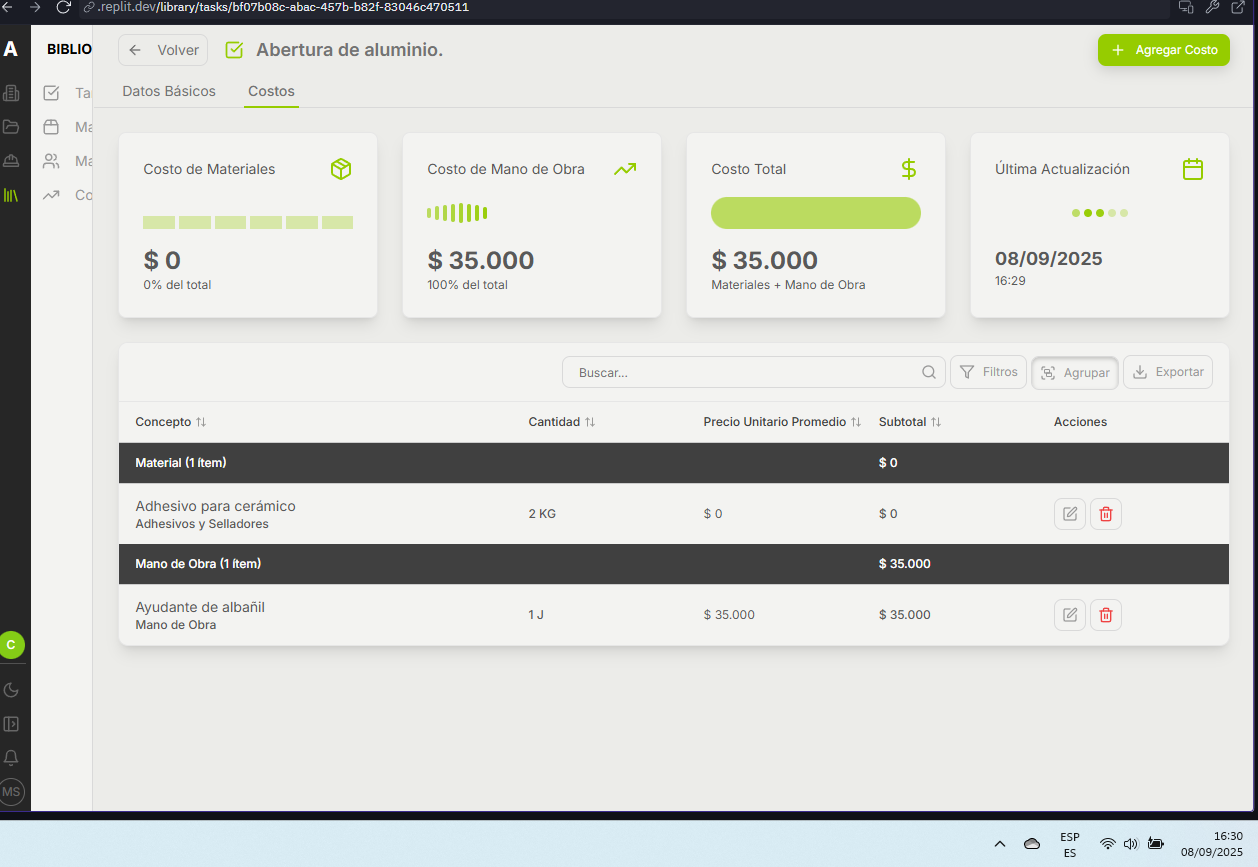 .replit.dev/library/tasks/bf07b08c-abac-457b-b82f-83046c470511
A
BIBLIO
Volver
Abertura de aluminio.
Agregar Costo
Datos Básicos
Costos
Ta
Ma
Ma
Co
Costo de Materiales
$ 0
0% del total
Costo de Mano de Obra
$ 35.000
100% del total
Costo Total
$ 35.000
Materiales + Mano de Obra
Última Actualización
08/09/2025
16:29
Buscar...
Filtros
Agrupar
Exportar
Concepto Cantidad Precio Unitario Promedio Subtotal Acciones
Material (1 ítem) $ 0
Adhesivo para cerámico
Adhesivos y Selladores
2 KG $ 0 $ 0
Mano de Obra (1 ítem) $ 35.000
Ayudante de albañil
Mano de Obra
1 J $ 35.000 $ 35.000
C
MS
ESP
ES
16:30
08/09/2025